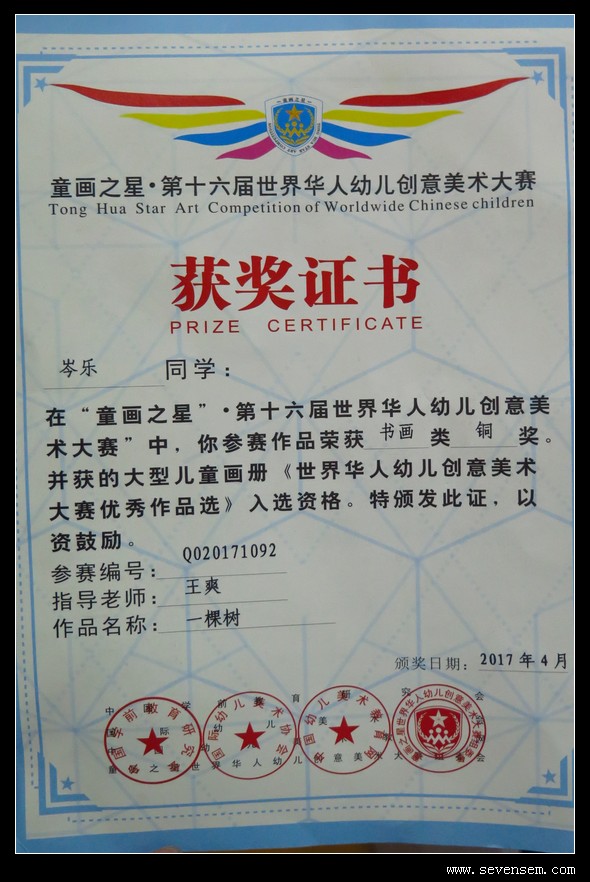 童画之星
童画之星·第十六届世界华人幼儿创意美术大赛
Tong Hua Star Art Competition of Worldwide Chinese children
获奖证书
PRIZE CERTIFICATE
岑乐 同学：
在“童画之星”·第十六届世界华人幼儿创意美
术大赛”中，你参赛作品荣获 书画 类 铜 奖。
并获的大型儿童画册《世界华人幼儿创意美术
大赛优秀作品选》入选资格。特颁发此证，以
资鼓励。
参赛编号：Q020171092
指导老师：王爽
作品名称：一棵树
颁奖日期：2017 年 4 月
www.sevensem.com